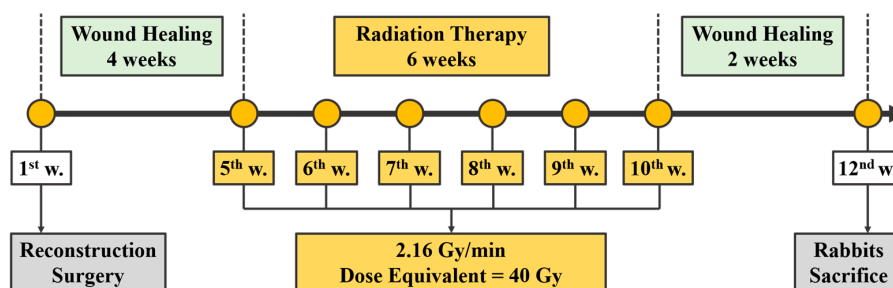 Wound Healing
4 weeks
Radiation Therapy
6 weeks
Wound Healing
2 weeks
1st w.
5th w.
6th w.
7th w.
8th w.
9th w.
10th w.
12nd w
Reconstruction
Surgery
2.16 Gy/min
Dose Equivalent = 40 Gy
Rabbits
Sacrifice